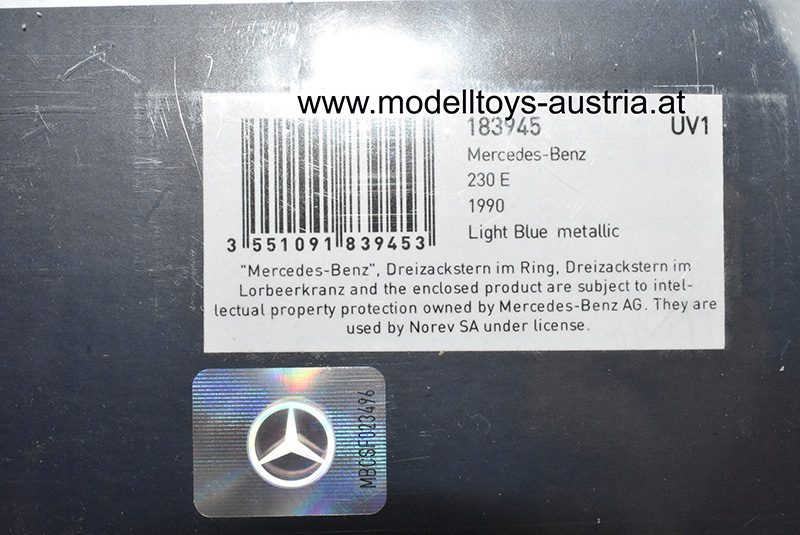 www.modelltoys-austria.at
183945 UV1
Mercedes-Benz
230 E
1990
Light Blue metallic
3 551091 839453
"Mercedes-Benz", Dreizackstern im Ring, Dreizackstern im
Lorbeerkranz and the enclosed product are subject to intel-
lectual property protection owned by Mercedes-Benz AG. They are
used by Norev SA under license.
MBCSF023496